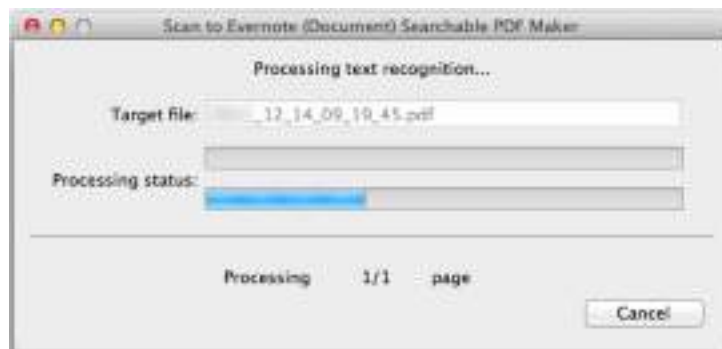 Scan to Evernote (Document) Searchable PDF Maker
Processing text recognition...
Target file: _12_14_09_19_45.pdf
Processing status:
Processing 1/1 page
Cancel